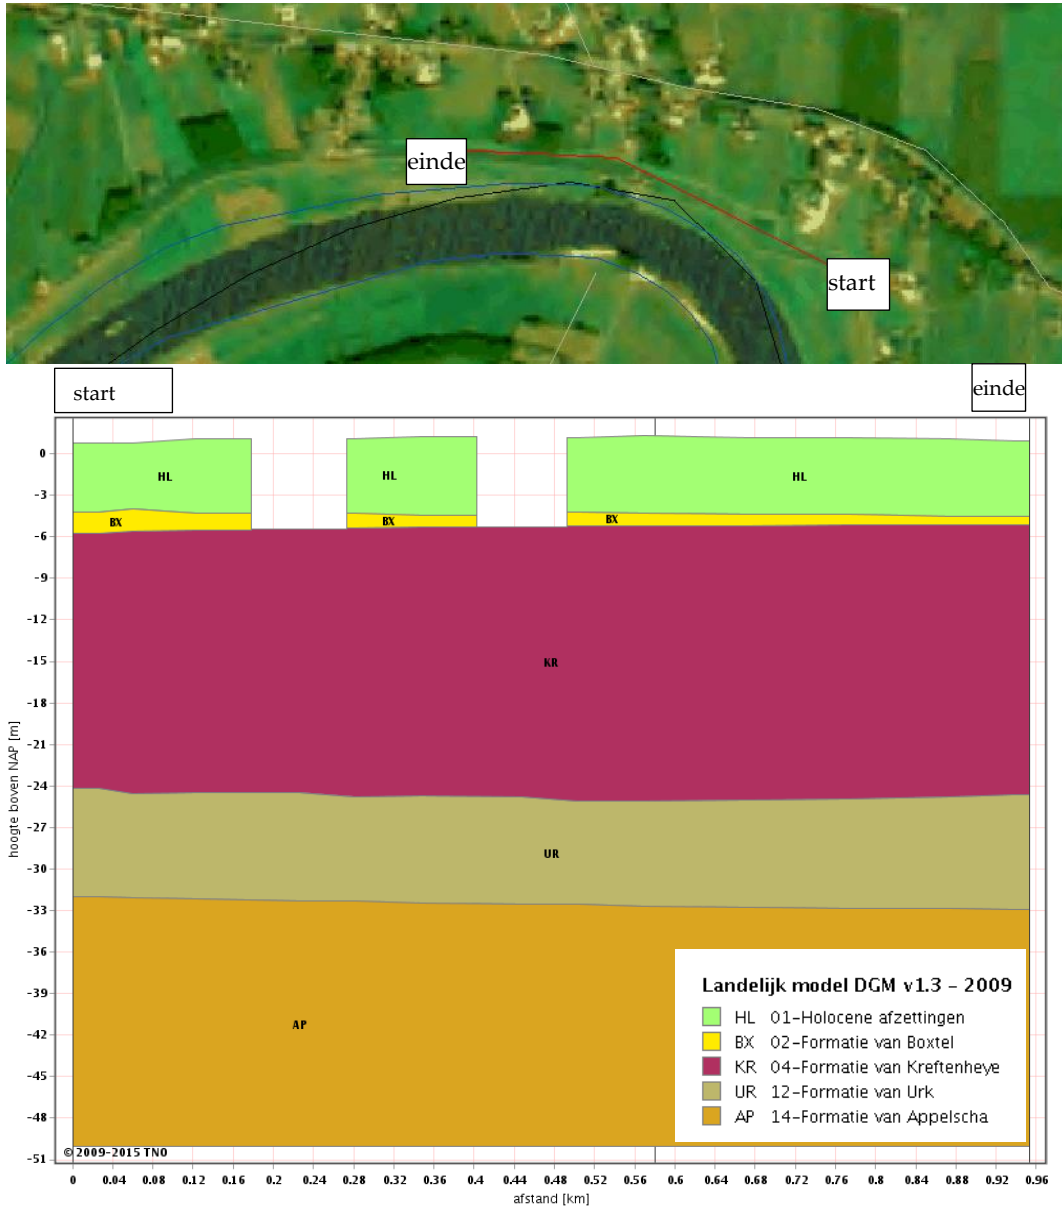 einde
start
start
einde
HL
HL
HL
BX
BX
BX
KR
UR
AP
0
-3
-6
-9
-12
-15
-18
-21
-24
-27
-30
-33
-36
-39
-42
-45
-48
-51
hoogte boven NAP [m]
Landelijk model DGM v1.3 - 2009
HL 01-Holocene afzettingen
BX 02-Formatie van Boxtel
KR 04-Formatie van Kreftenheye
UR 12-Formatie van Urk
AP 14-Formatie van Appelscha
© 2009-2015 TNO
0 0.04 0.08 0.12 0.16 0.2 0.24 0.28 0.32 0.36 0.4 0.44 0.48 0.52 0.56 0.6 0.64 0.68 0.72 0.76 0.8 0.84 0.88 0.92 0.96
afstand [km]